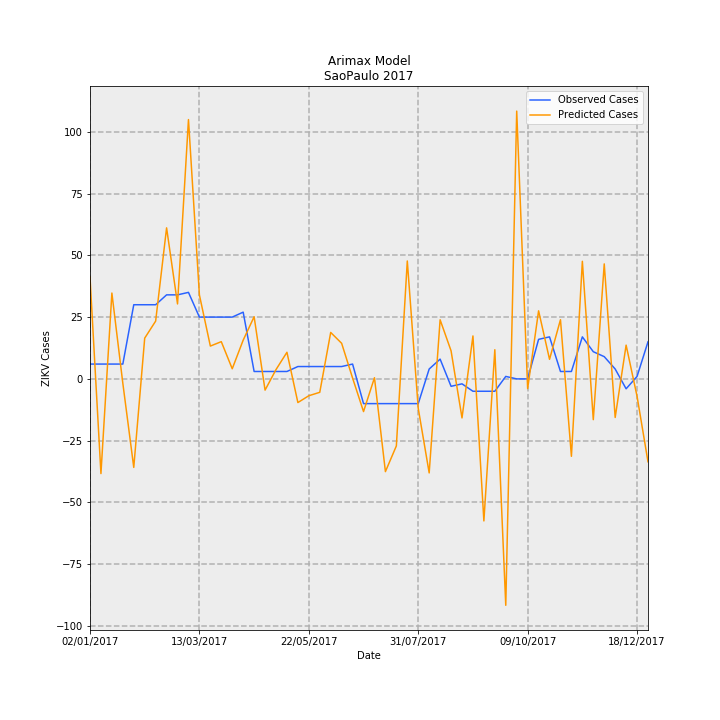 Arimax Model
SaoPaulo 2017
Observed Cases
Predicted Cases
ZIKV Cases
100
75
50
25
0
−25
−50
−75
−100
02/01/2017
13/03/2017
22/05/2017
31/07/2017
09/10/2017
18/12/2017
Date